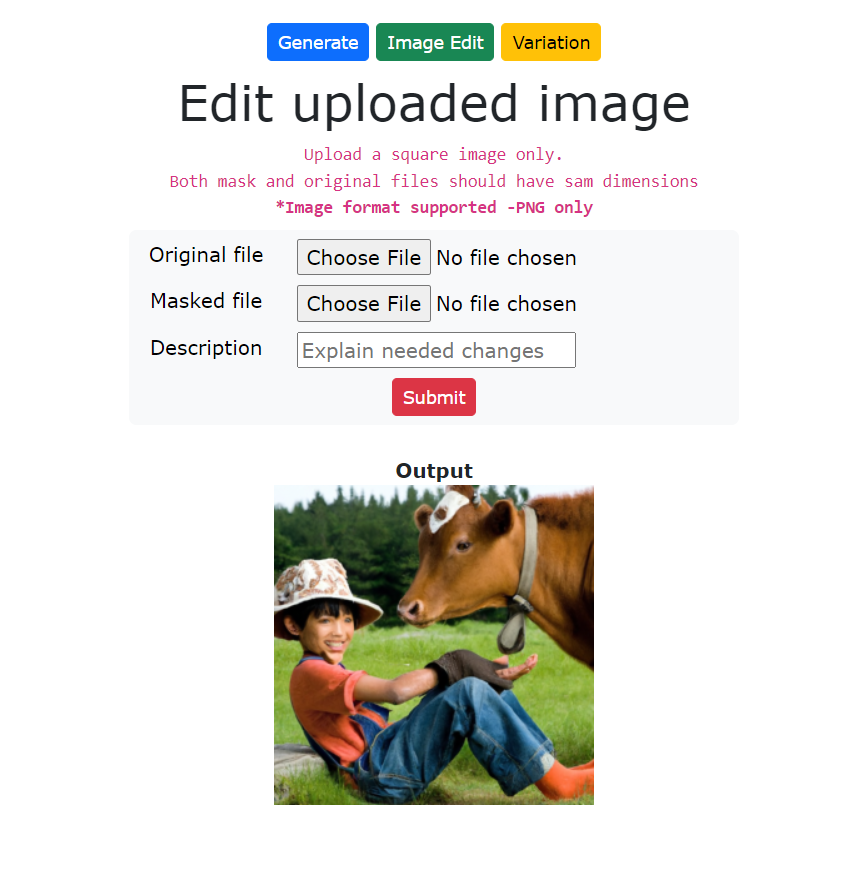 Generate Image Edit Variation
Edit uploaded image
Upload a square image only.
Both mask and original files should have sam dimensions
*Image format supported -PNG only
Original file Choose File No file chosen
Masked file Choose File No file chosen
Description Explain needed changes
Submit
Output